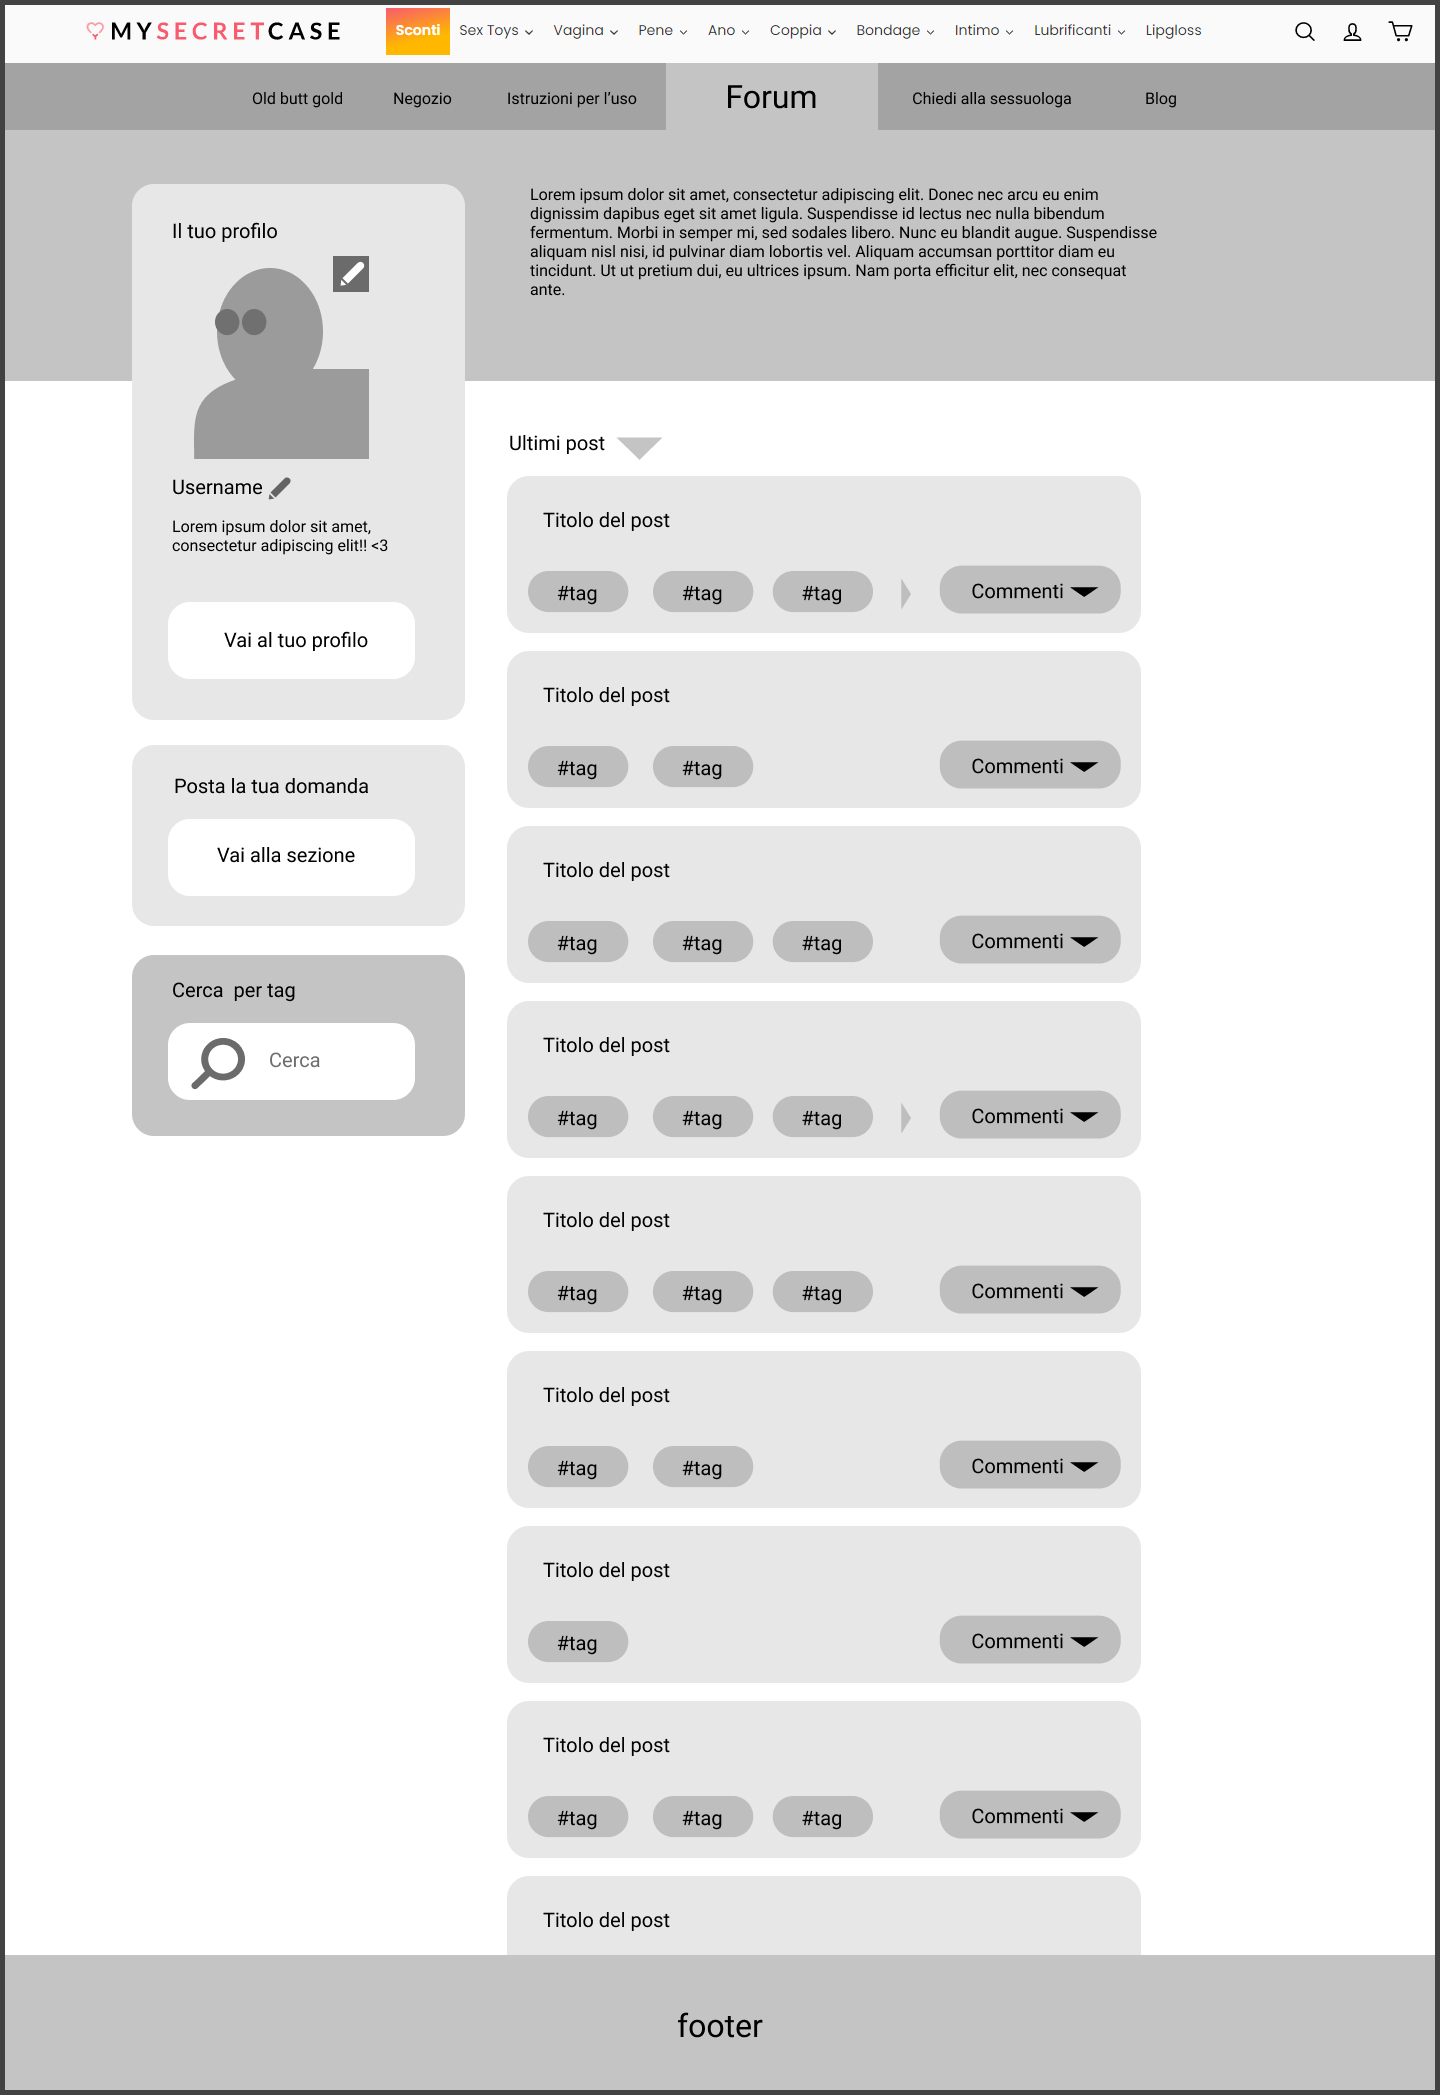 MYSECRETCASE
Sconti Sex Toys Vagina Pene Ano Coppia Bondage Intimo Lubrificanti Lipgloss
Old butt gold Negozio Istruzioni per l'uso Forum Chiedi alla sessuologa Blog
Il tuo profilo
Username
Lorem ipsum dolor sit amet,
consectetur adipiscing elit!! <3
Vai al tuo profilo
Posta la tua domanda
Vai alla sezione
Cerca  per tag
Cerca
Lorem ipsum dolor sit amet, consectetur adipiscing elit. Donec nec arcu eu enim
dignissim dapibus eget sit amet ligula. Suspendisse id lectus nec nulla bibendum
fermentum. Morbi in semper mi, sed sodales libero. Nunc eu blandit augue. Suspendisse
aliquam nisl nisi, id pulvinar diam lobortis vel. Aliquam accumsan porttitor diam eu
tincidunt. Ut ut pretium dui, eu ultrices ipsum. Nam porta efficitur elit, nec consequat
ante.
Ultimi post
Titolo del post
#tag #tag #tag Commenti
Titolo del post
#tag #tag Commenti
Titolo del post
#tag #tag #tag Commenti
Titolo del post
#tag #tag #tag Commenti
Titolo del post
#tag #tag #tag Commenti
Titolo del post
#tag #tag Commenti
Titolo del post
#tag Commenti
Titolo del post
#tag #tag #tag Commenti
Titolo del post
footer